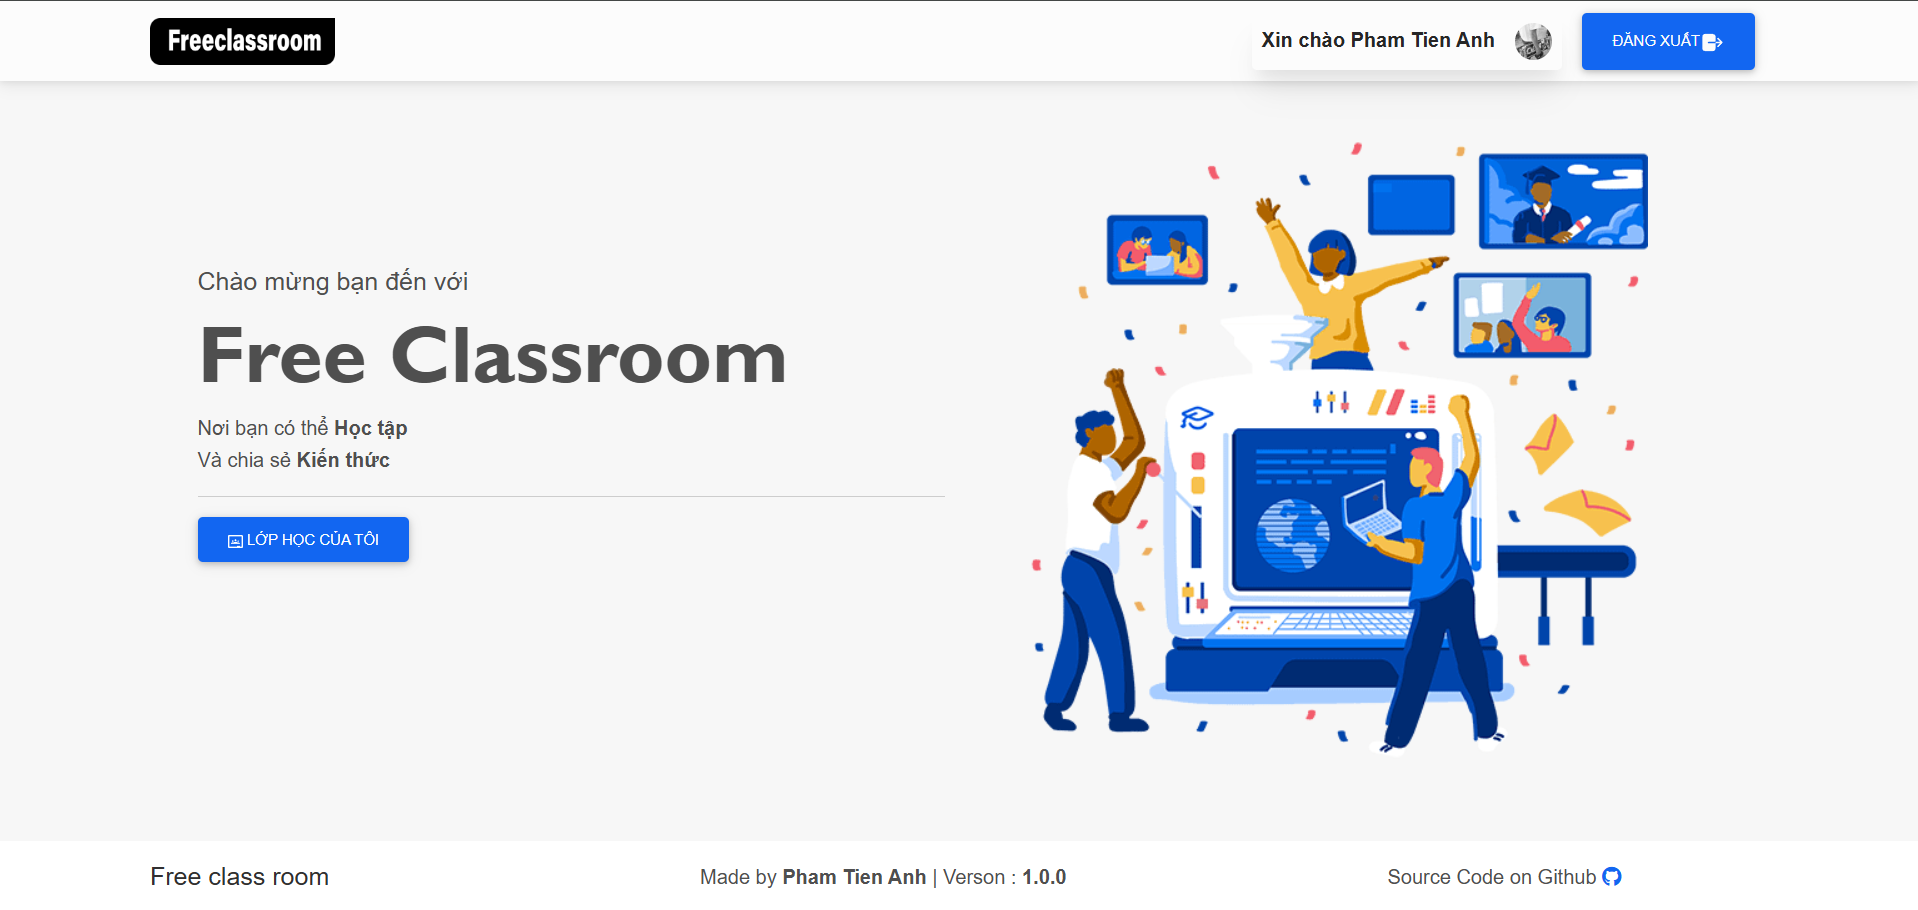 Freeclassroom
Xin chào Pham Tien Anh
ĐĂNG XUẤT
Chào mừng bạn đến với
Free Classroom
Nơi bạn có thể Học tập
Và chia sẻ Kiến thức
LỚP HỌC CỦA TÔI
Free class room
Made by Pham Tien Anh | Verson : 1.0.0
Source Code on Github